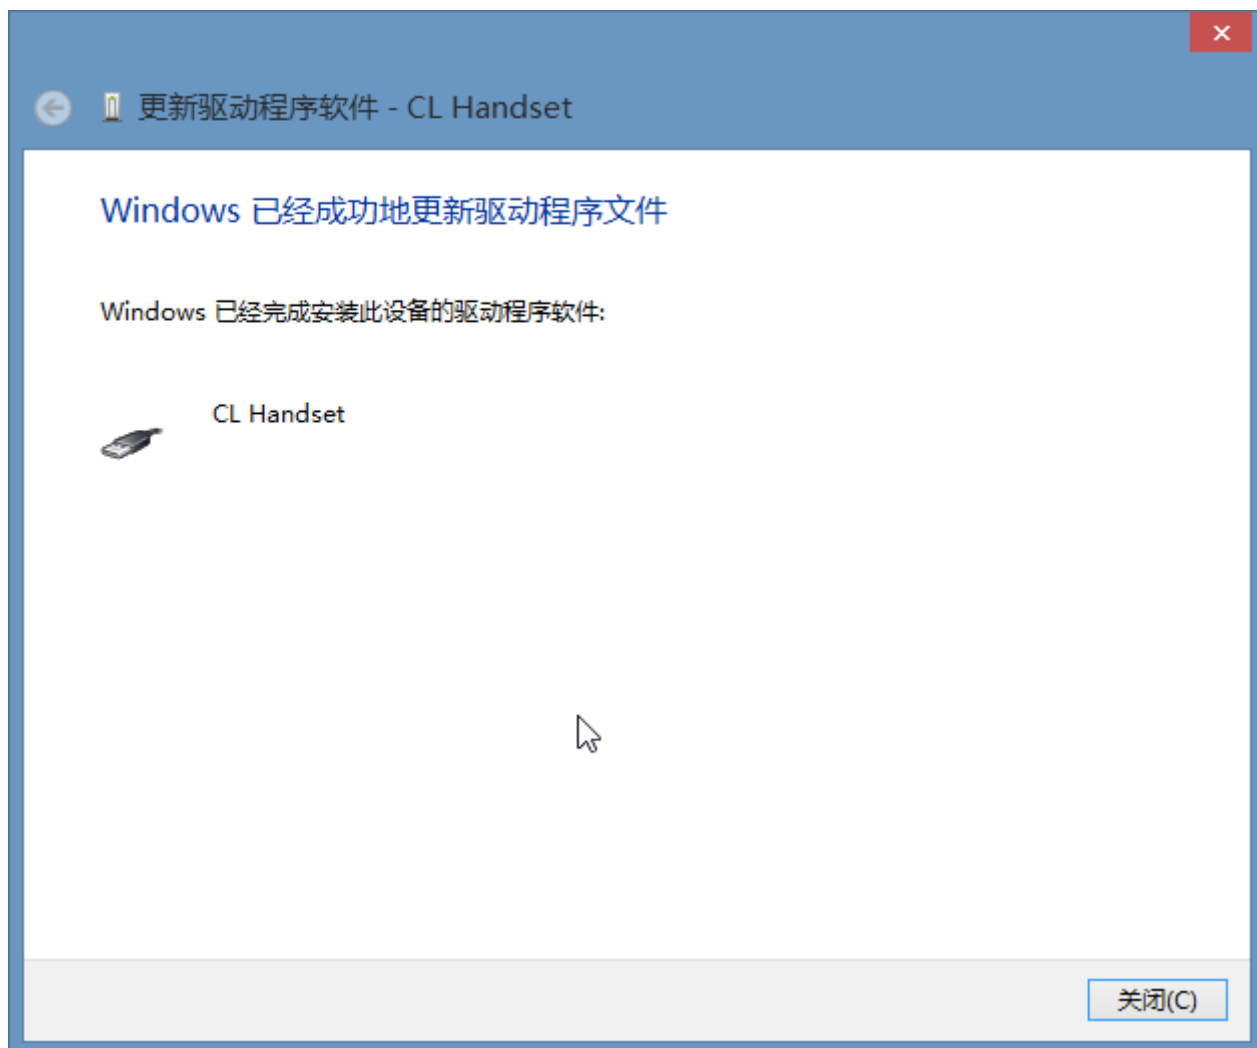 更新驱动程序软件 - CL Handset
Windows 已经成功地更新驱动程序文件
Windows 已经完成安装此设备的驱动程序软件:
CL Handset
关闭(C)